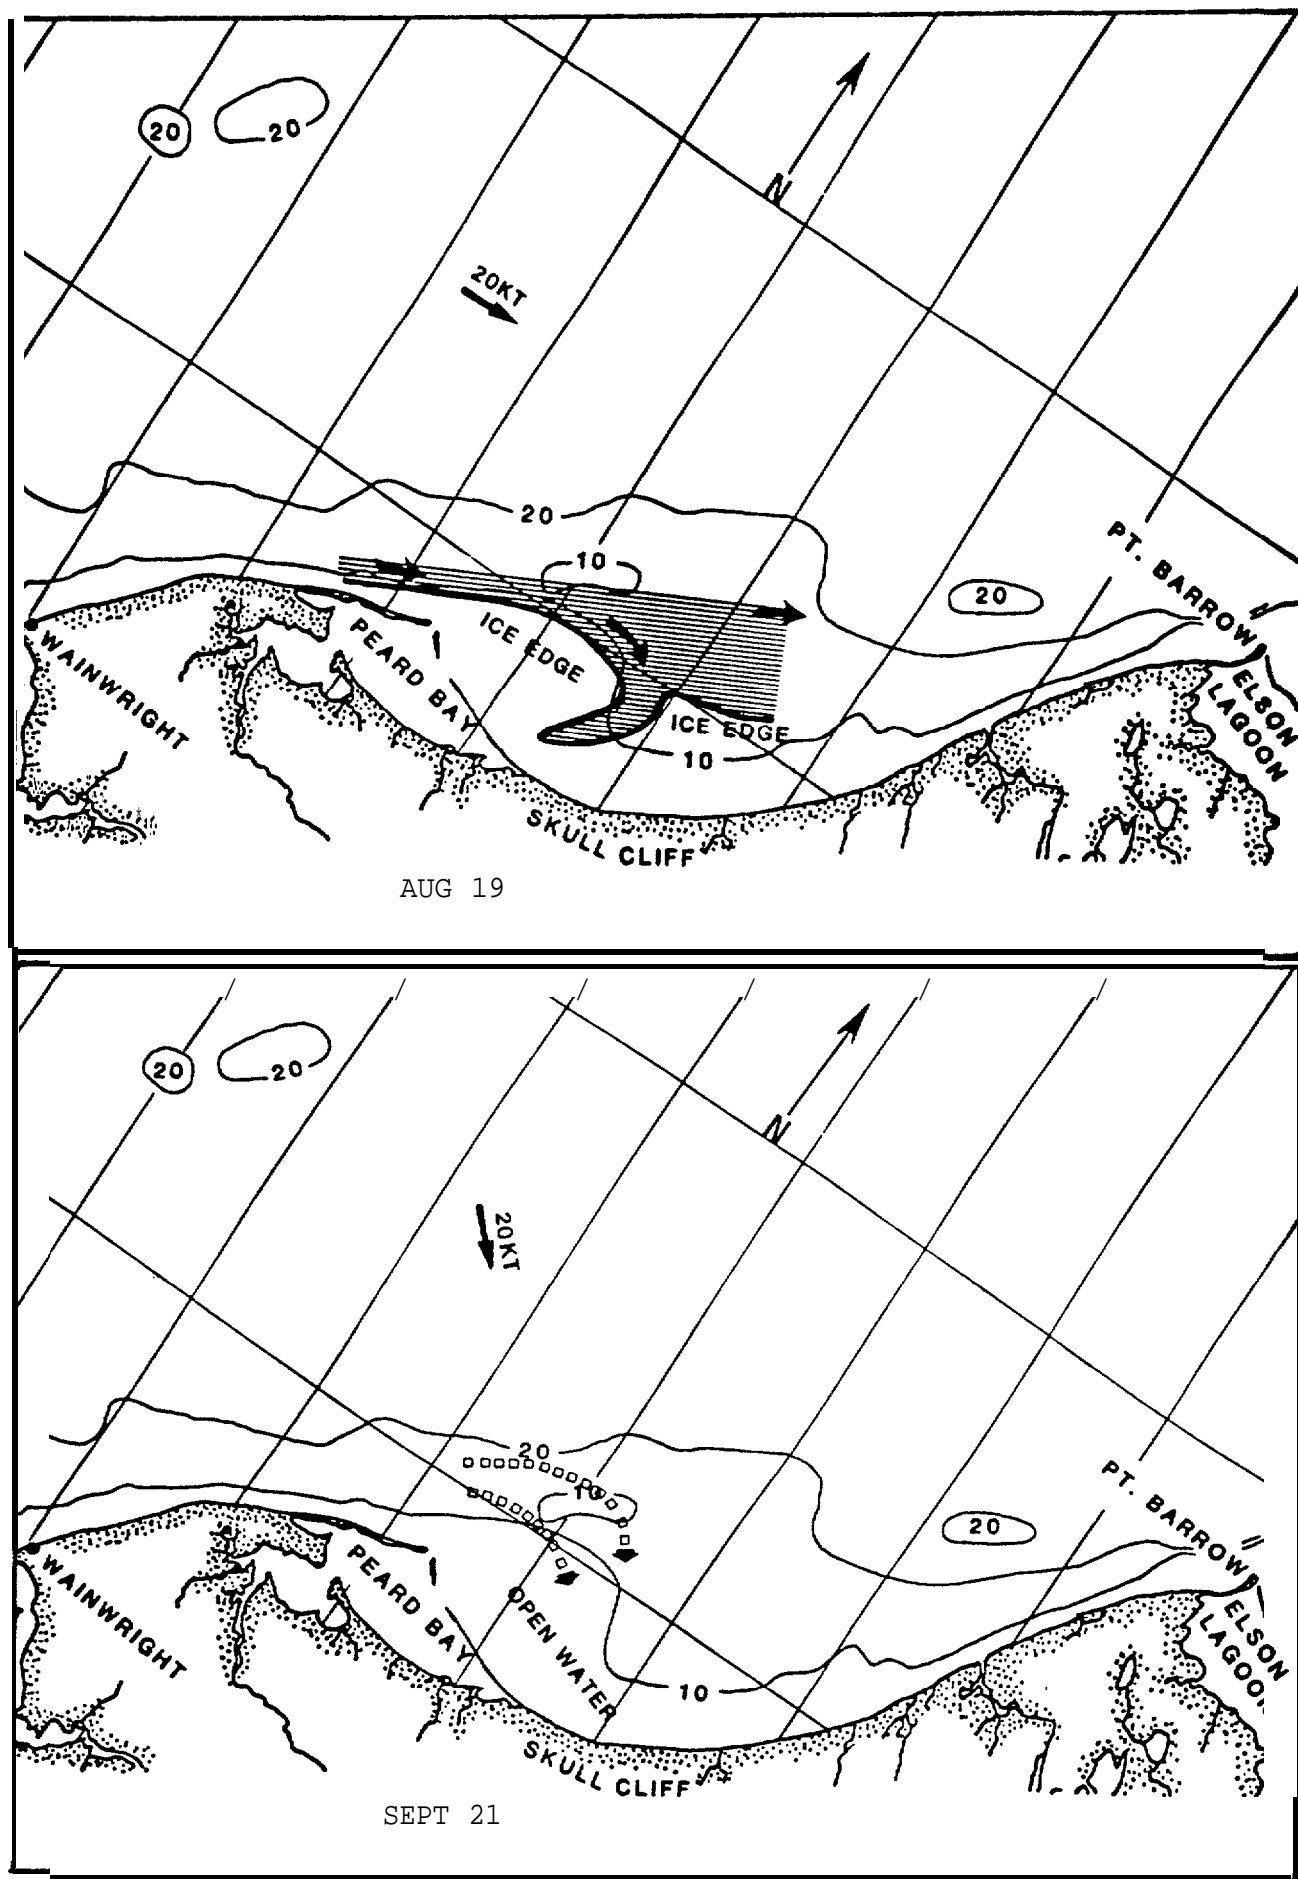 20
20
N
20KT
20
10
PT. BARROW
20
ICE EDGE
PEARD BAY
WAINWRIGHT
ELSON
LAGOON
ICE EDGE
10
SKULL CLIFF
AUG 19
20
20
N
20KT
20
10
PT. BARROW
20
PEARD BAY
WAINWRIGHT
OPEN WATER
ELSON
LAGOON
10
SKULL CLIFF
SEPT 21